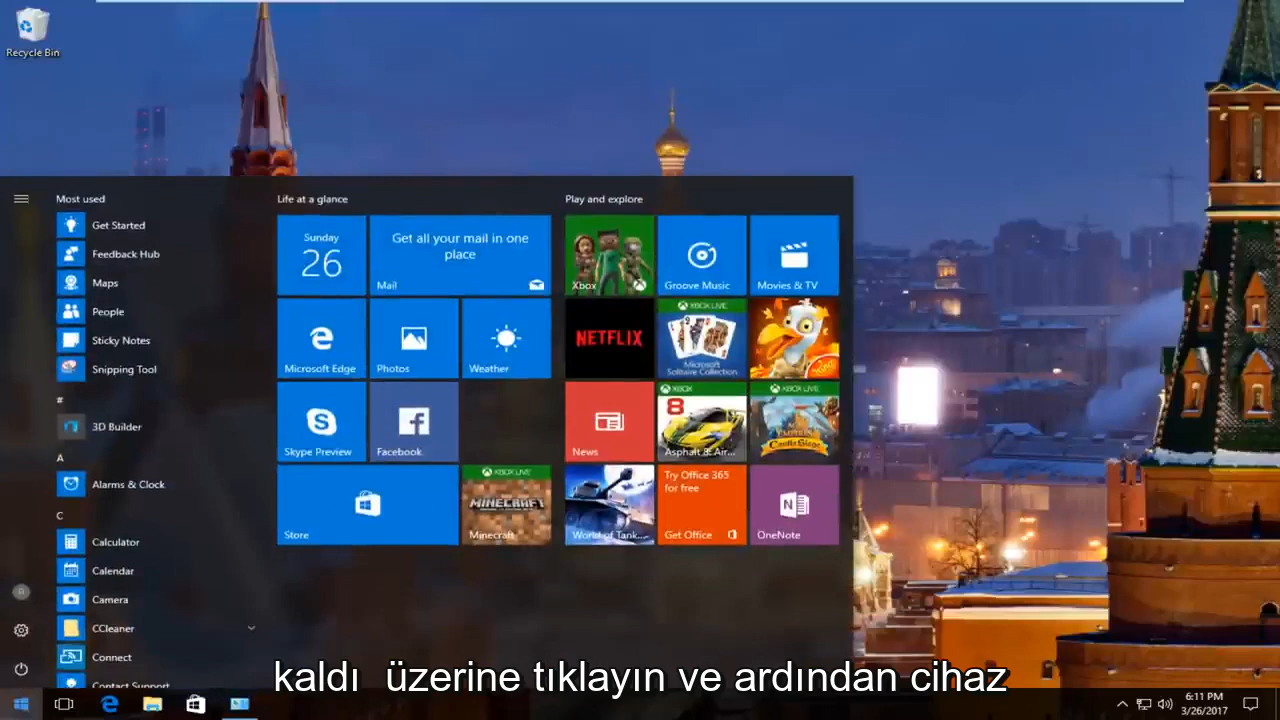 Recycle Bin
Most used
Get Started
Feedback Hub
Maps
People
Sticky Notes
Snipping Tool
#
3D Builder
A
Alarms & Clock
C
Calculator
Calendar
Camera
CCleaner
Connect
Contact Support
Life at a glance
Sunday
26
Get all your mail in one
place
Mail
Microsoft Edge
Photos
Weather
Skype Preview
Facebook
Store
XBOX LIVE
MINECRAFT
Minecraft
Play and explore
Xbox
Groove Music
Movies & TV
NETFLIX
XBOX LIVE
Microsoft
Solitaire Collection
News
XBOX
8
Asphalt 8: Air...
XBOX LIVE
Castle Siege
World of Tank...
Try Office 365
for free
Get Office
OneNote
kaldı üzerine tıklayın ve ardından cihaz
6:11 PM
3/26/2017